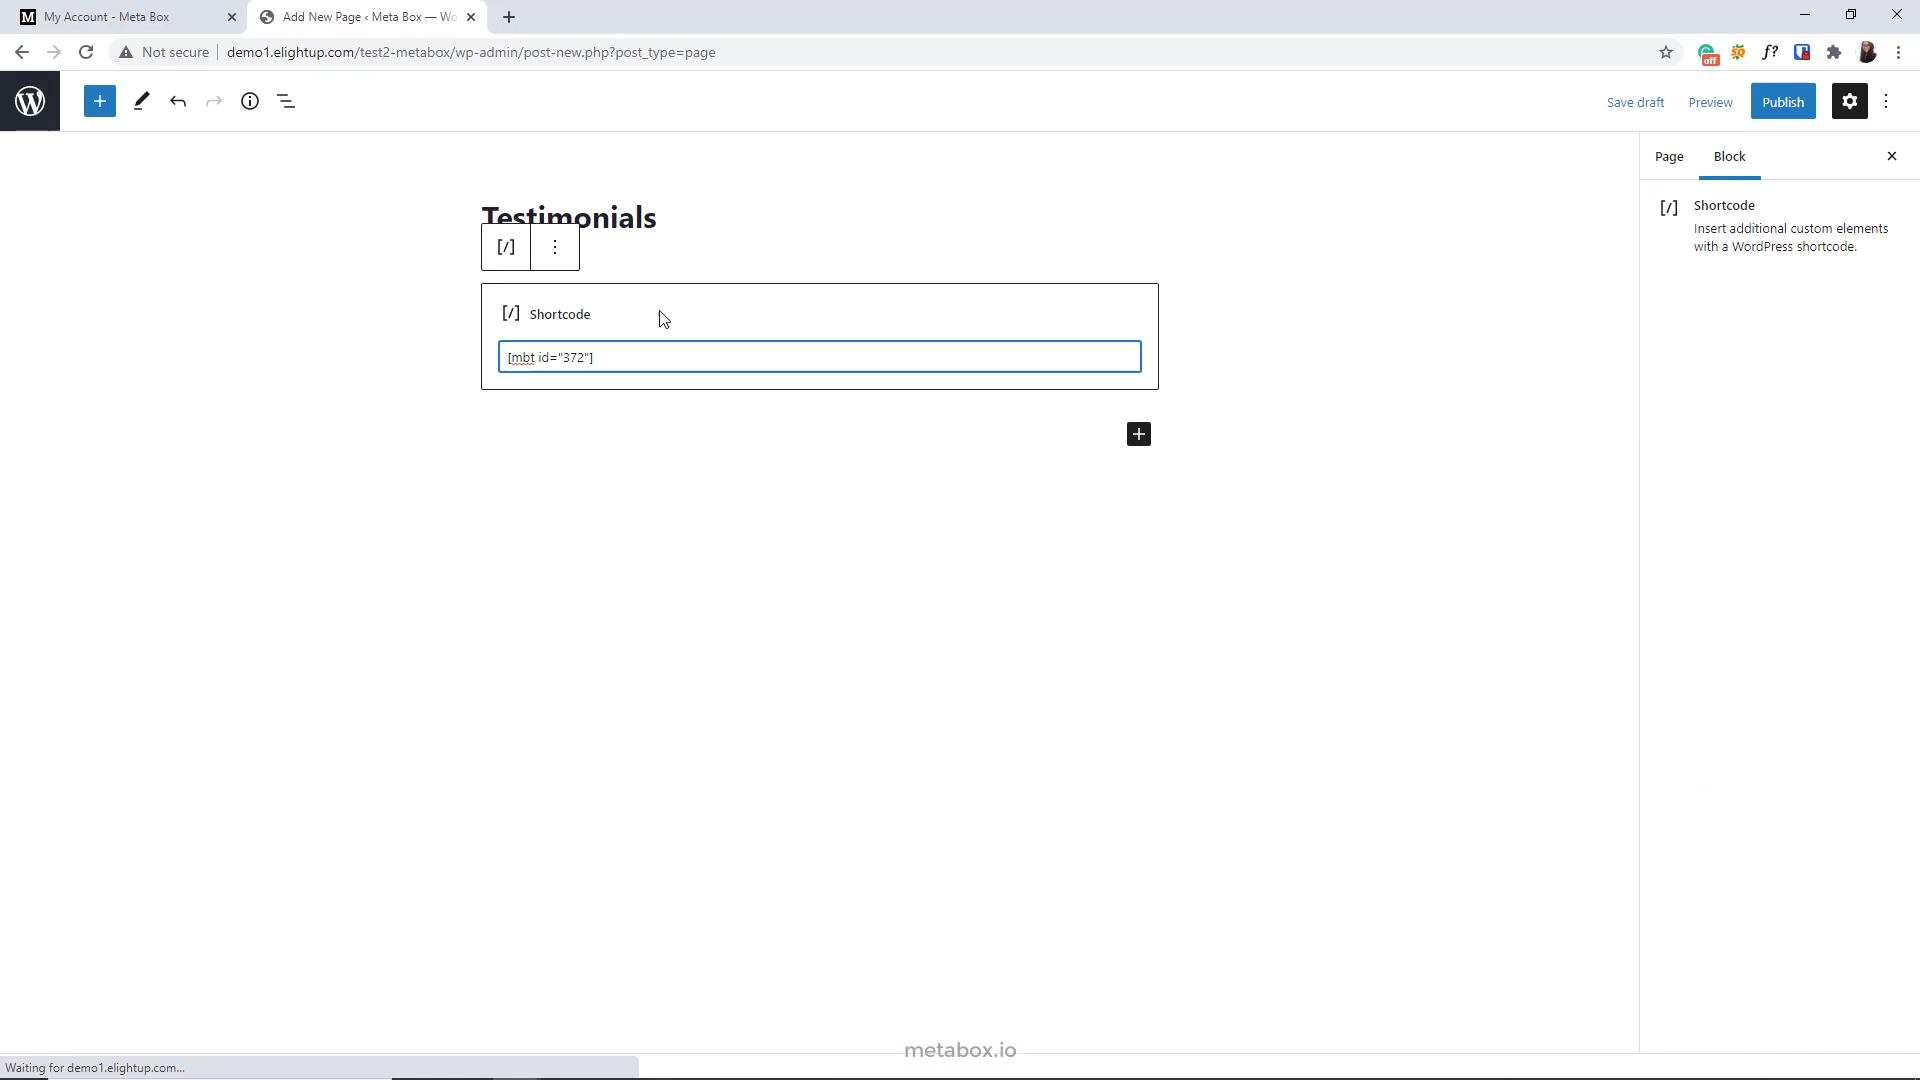 My Account - Meta Box
Add New Page ‹ Meta Box — Wo
Not secure
demo1.elightup.com/test2-metabox/wp-admin/post-new.php?post_type=page
off
f?
Save draft
Preview
Publish
Page
Block
Testimonials
[/] Shortcode
Insert additional custom elements
with a WordPress shortcode.
[/]
[/] Shortcode
[mbt id="372"]
metabox.io
Waiting for demo1.elightup.com...